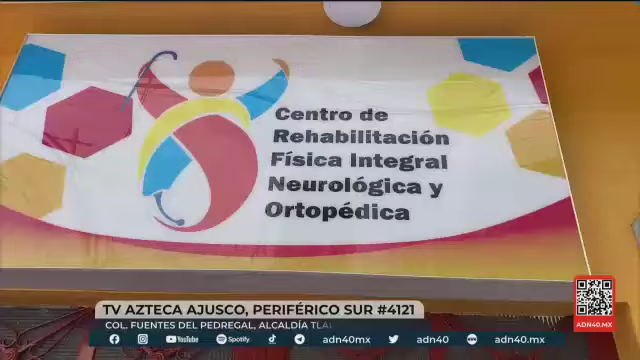 Centro de
Rehabilitación
Física Integral
Neurológica y
Ortopédica
TV AZTECA AJUSCO, PERIFÉRICO SUR #4121
COL. FUENTES DEL PEDREGAL, ALCALDÍA
YouTube Spotify adn40mx adn40 adn40.mx
ADN40.MX